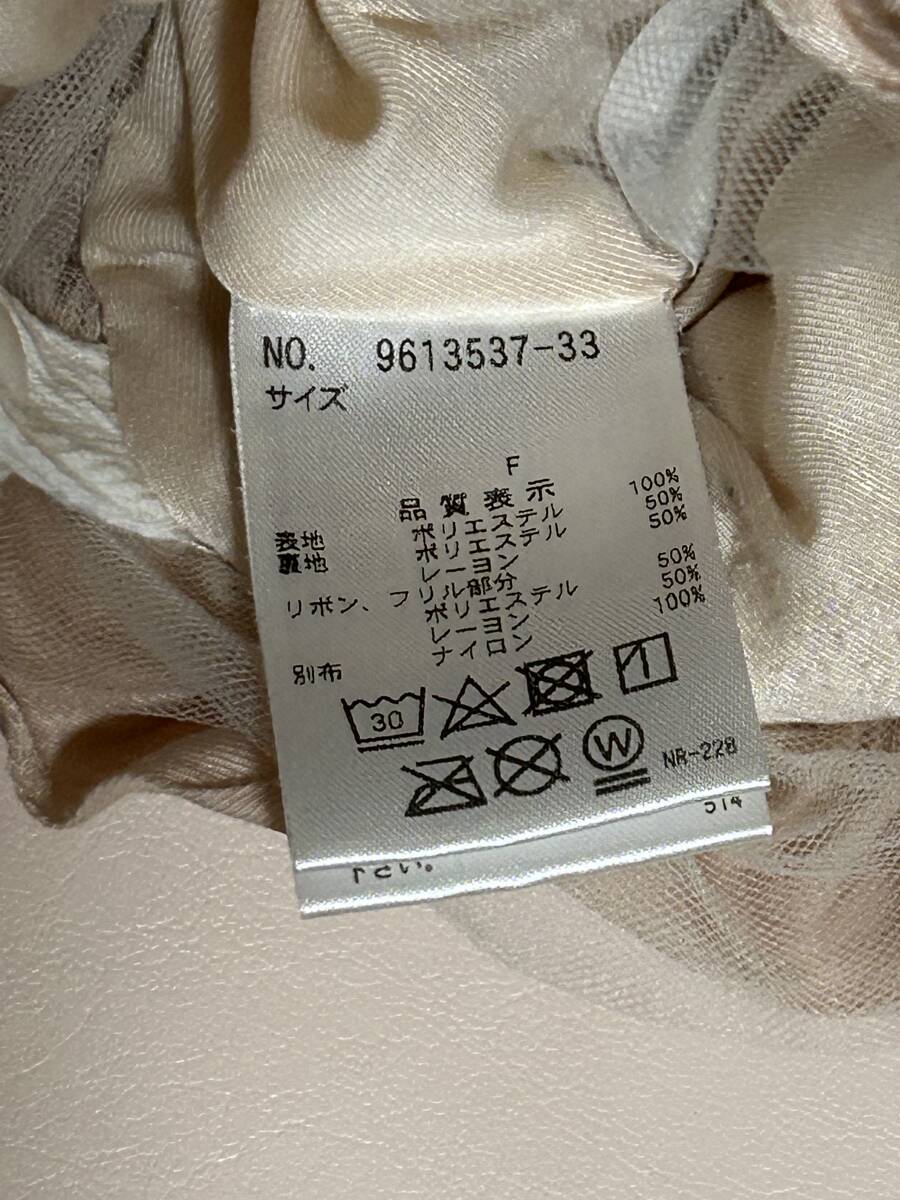 NO. 9613537-33
サイズ
F
品質表示
表地 ポリエステル 100%
裏地 ポリエステル 50%
レーヨン 50%
リボン、フリル部分
ポリエステル 50%
レーヨン 50%
別布 ナイロン 100%
30
W
NR-228
314
さい。